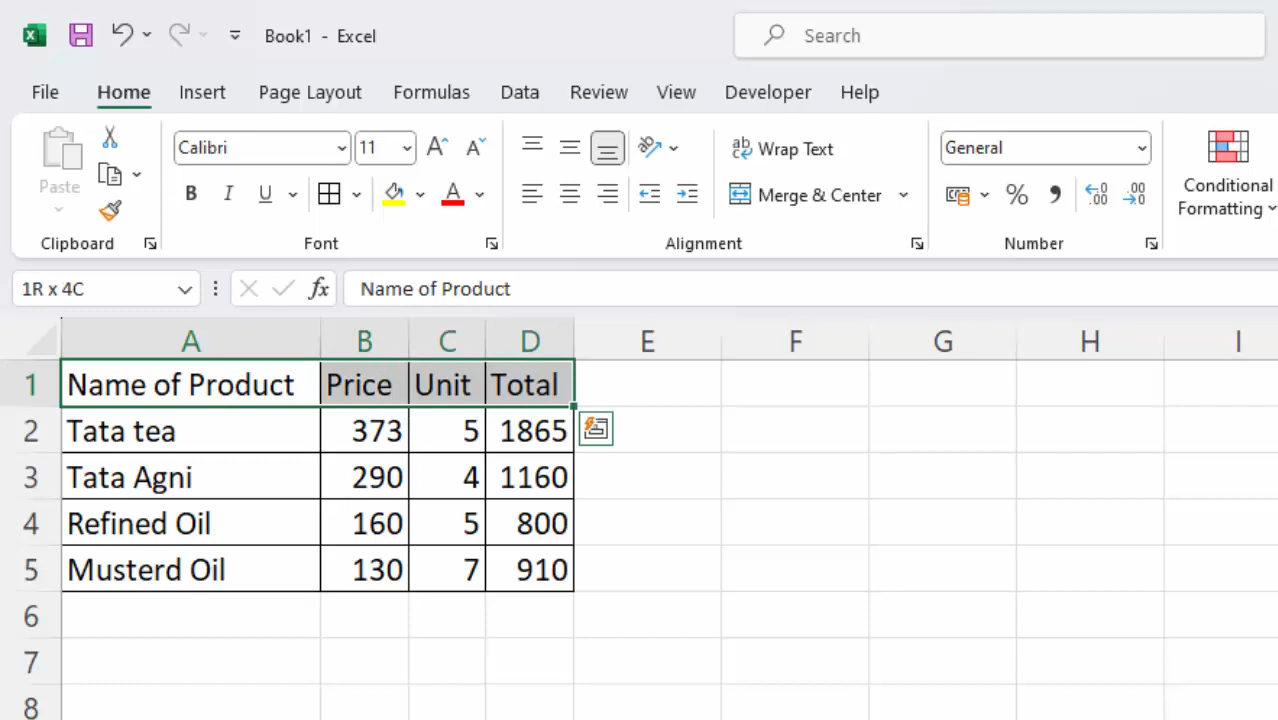 Book1 - Excel
Search
File Home Insert Page Layout Formulas Data Review View Developer Help
Paste
Calibri 11 A A
B I U A
ab Wrap Text
Merge & Center
General
% , .00 .00
Conditional
Formatting
Clipboard Font Alignment Number
1R x 4C fx Name of Product
A B C D E F G H I
1 Name of Product Price Unit Total
2 Tata tea 373 5 1865
3 Tata Agni 290 4 1160
4 Refined Oil 160 5 800
5 Musterd Oil 130 7 910
6
7
8